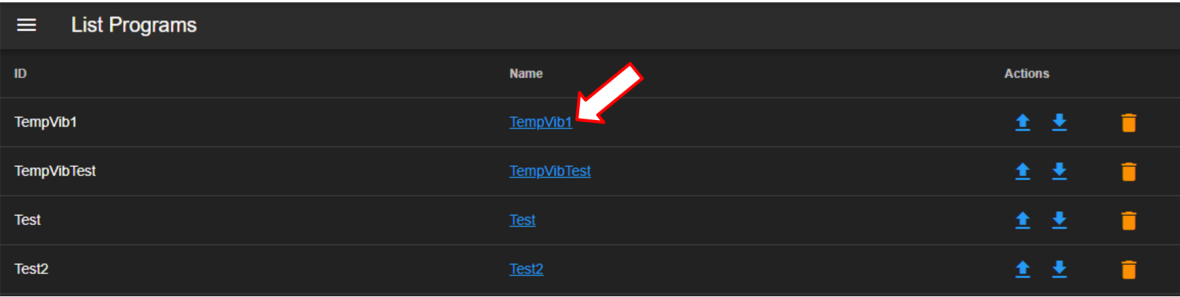 List Programs
ID Name Actions
TempVib1 TempVib1
TempVibTest TempVibTest
Test Test
Test2 Test2